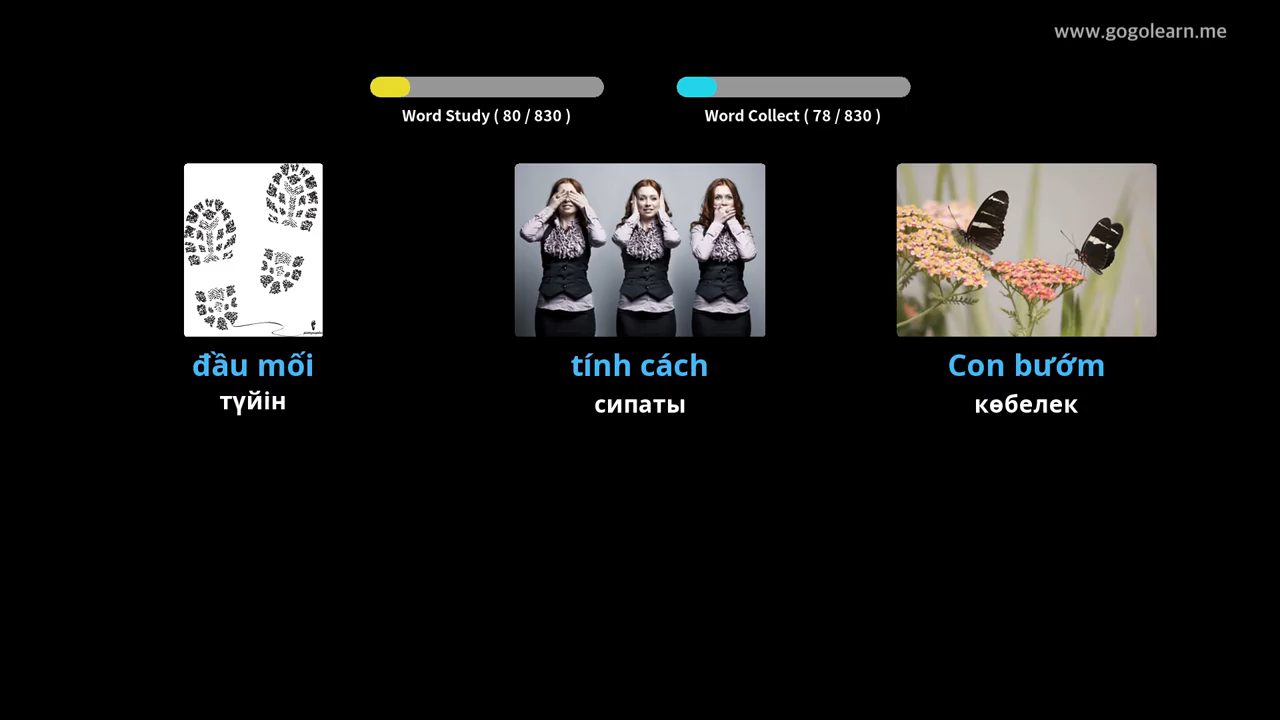 www.gogolearn.me
Word Study ( 80 / 830 )
Word Collect ( 78 / 830 )
đầu mối
түйін
tính cách
сипаты
Con bướm
көбелек